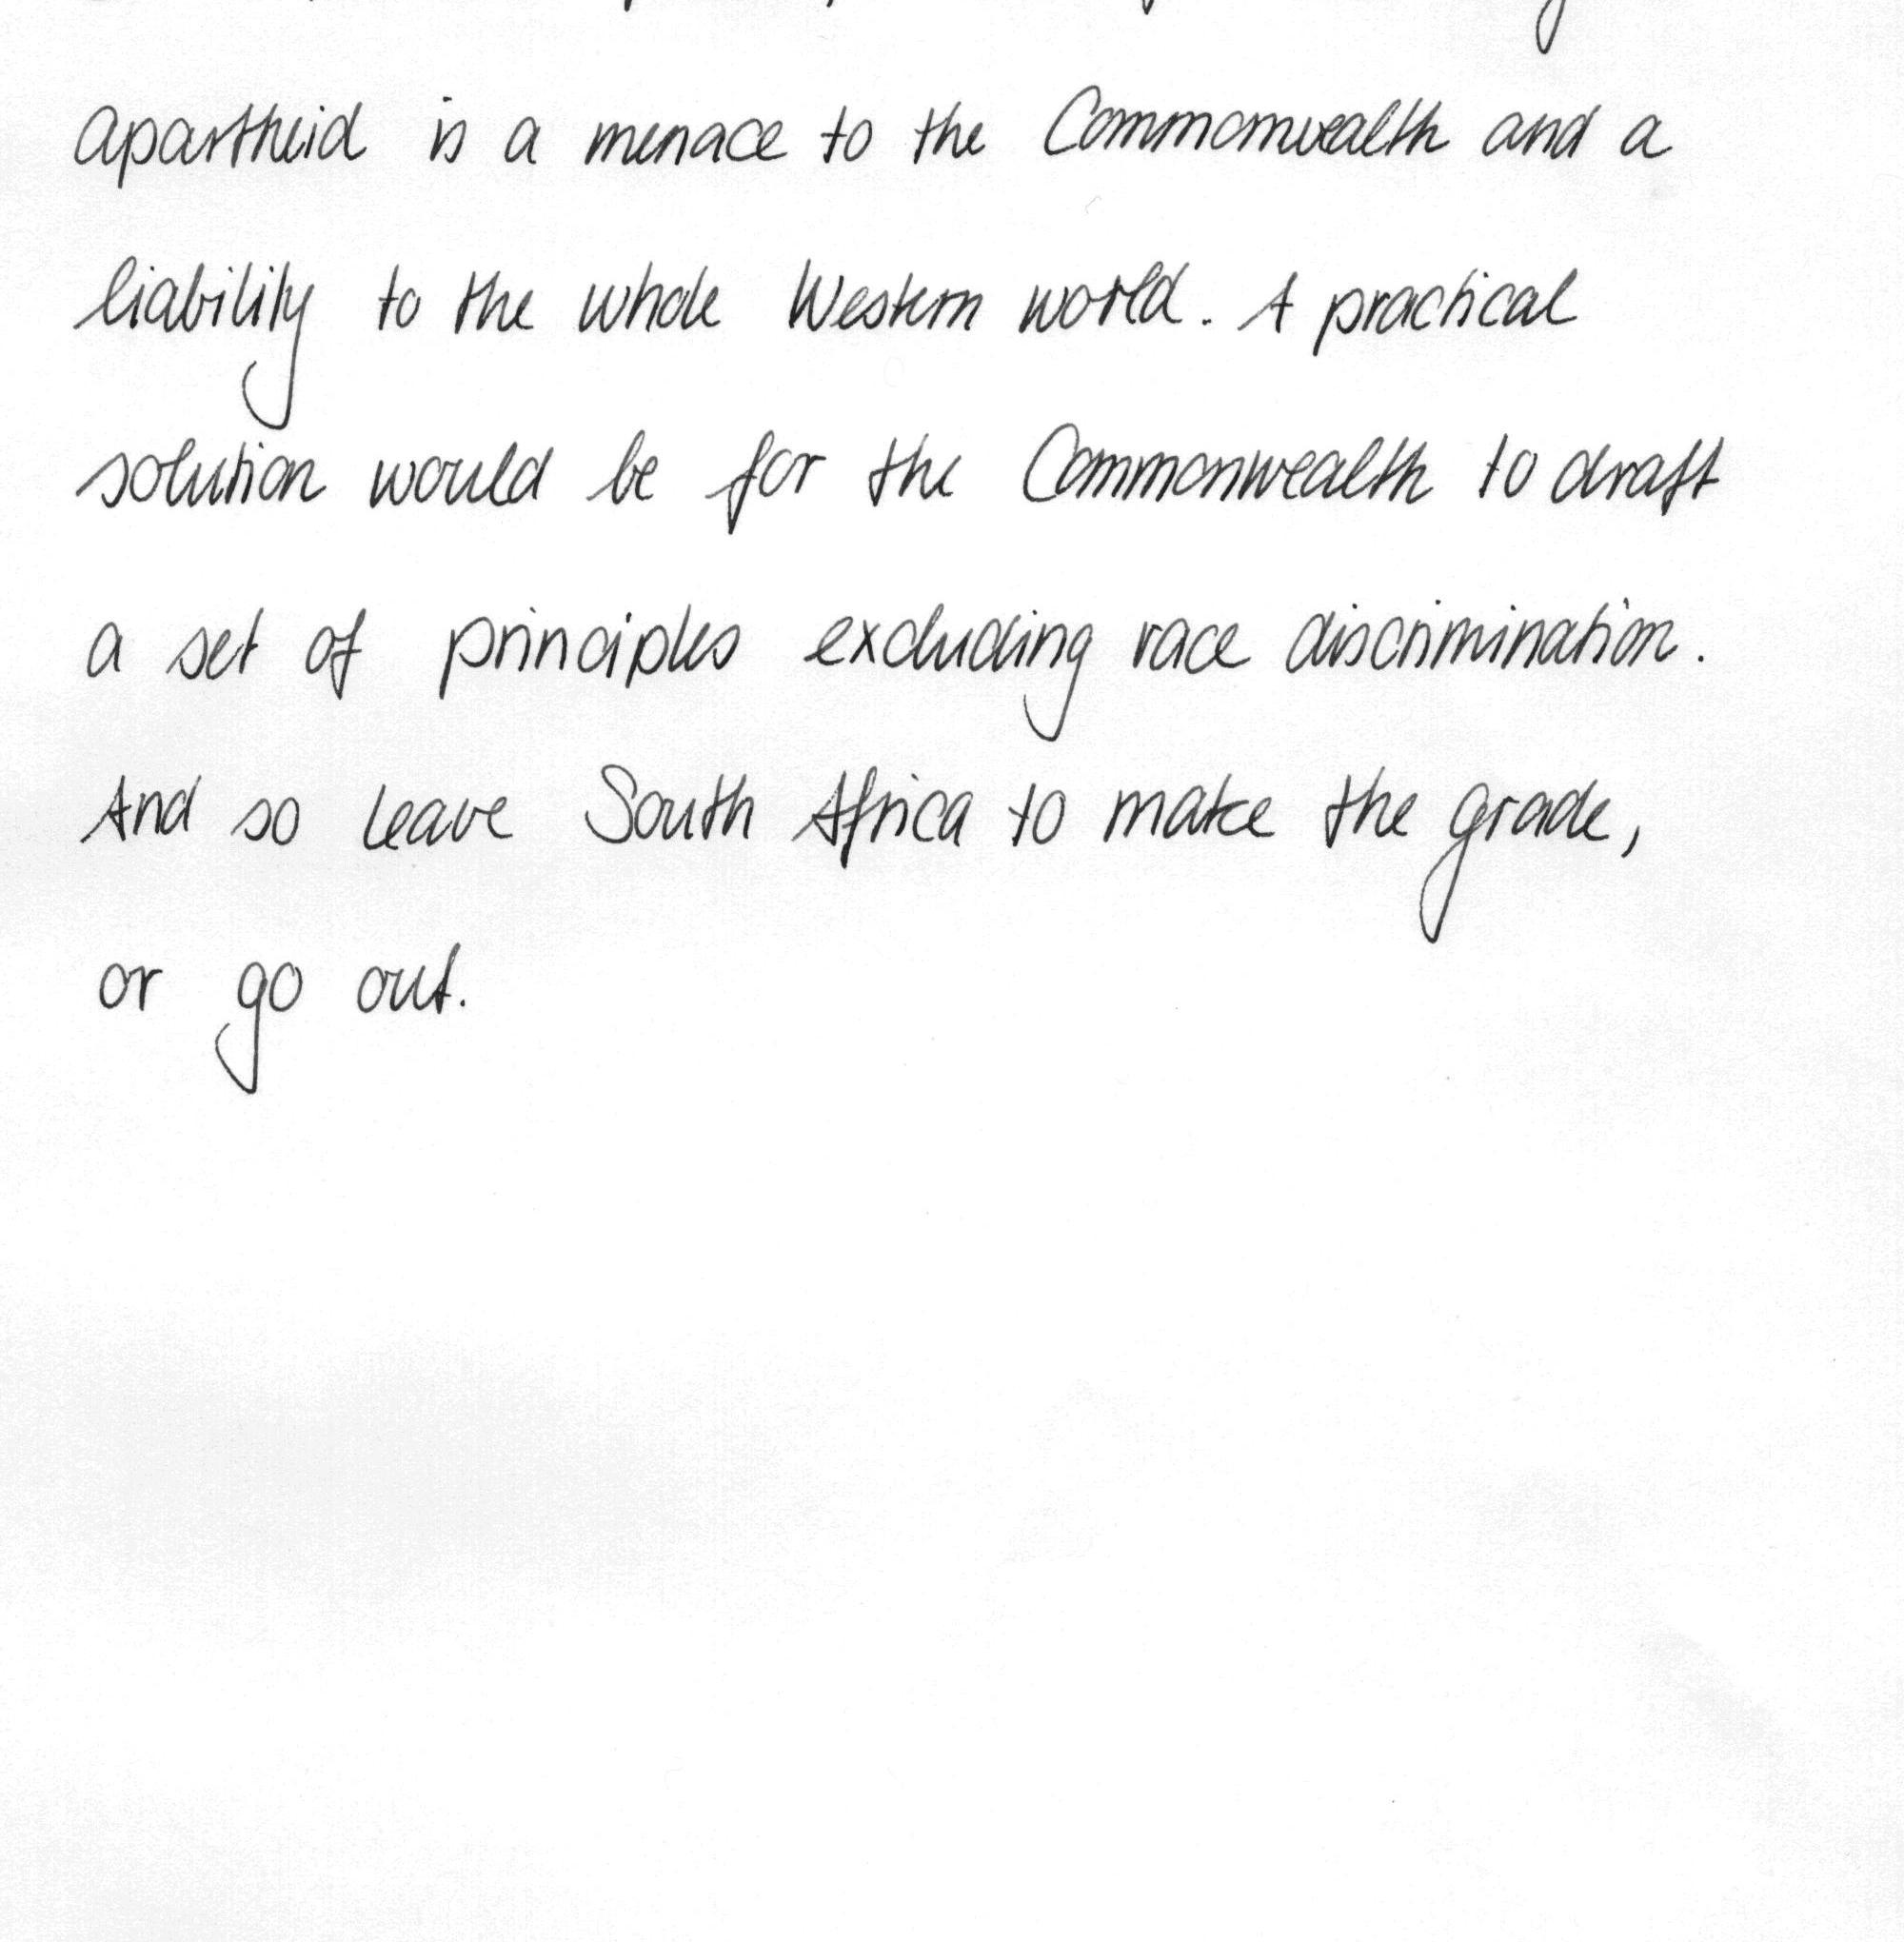 apartheid is a menace to the Commonwealth and a
liability to the whole Western world. A practical
solution would be for the Commonwealth to draft
a set of principles excluding race discrimination.
And so leave South Africa to make the grade,
or go out.